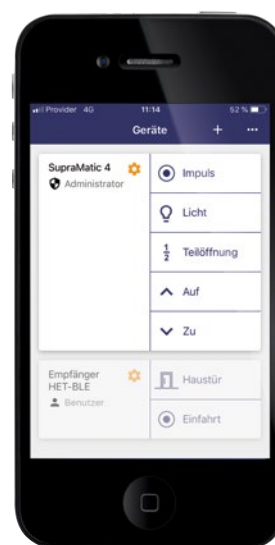 Provider 4G 11:14 52 %
Geräte + ...
SupraMatic 4
Administrator
Impuls
Licht
1/2 Teilöffnung
Auf
Zu
Empfänger
HET-BLE
Benutzer
Haustür
Einfahrt